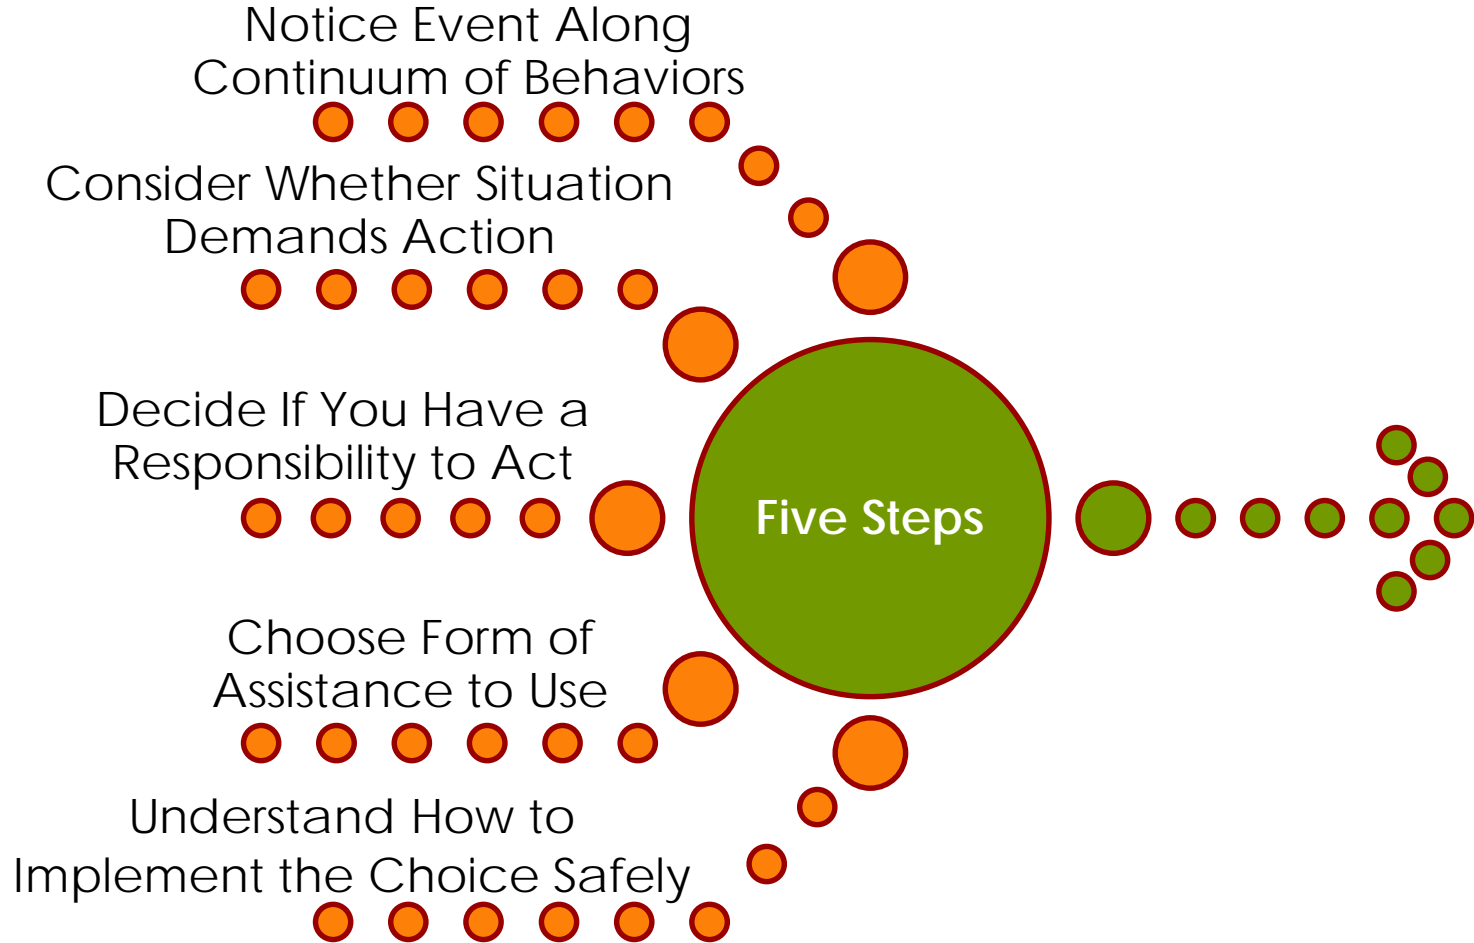 Notice Event Along
Continuum of Behaviors
Consider Whether Situation
Demands Action
Decide If You Have a
Responsibility to Act
Five Steps
Choose Form of
Assistance to Use
Understand How to
Implement the Choice Safely